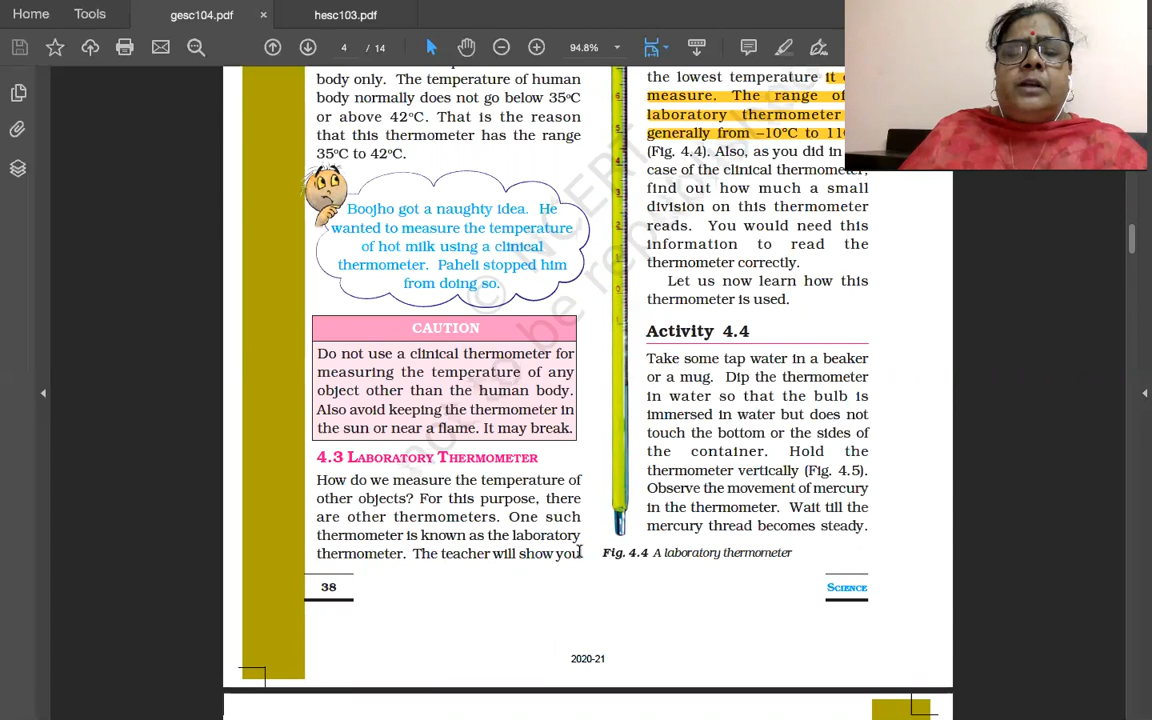 Home Tools gesc104.pdf × hesc103.pdf
4 / 14 94.8%
body only. The temperature of human
body normally does not go below 35°C
or above 42°C. That is the reason
that this thermometer has the range
35°C to 42°C.
Boojho got a naughty idea. He
wanted to measure the temperature
of hot milk using a clinical
thermometer. Paheli stopped him
from doing so.
CAUTION
Do not use a clinical thermometer for
measuring the temperature of any
object other than the human body.
Also avoid keeping the thermometer in
the sun or near a flame. It may break.
4.3 LABORATORY THERMOMETER
How do we measure the temperature of
other objects? For this purpose, there
are other thermometers. One such
thermometer is known as the laboratory
thermometer. The teacher will show you
the lowest temperature it
measure. The range of
laboratory thermometer
generally from –10°C to
(Fig. 4.4). Also, as you did in
case of the clinical thermometer,
find out how much a small
division on this thermometer
reads. You would need this
information to read the
thermometer correctly.
Let us now learn how this
thermometer is used.
Activity 4.4
Take some tap water in a beaker
or a mug. Dip the thermometer
in water so that the bulb is
immersed in water but does not
touch the bottom or the sides of
the container. Hold the
thermometer vertically (Fig. 4.5).
Observe the movement of mercury
in the thermometer. Wait till the
mercury thread becomes steady.
Fig. 4.4 A laboratory thermometer
38
SCIENCE
2020-21
© NCERT
not to be republished